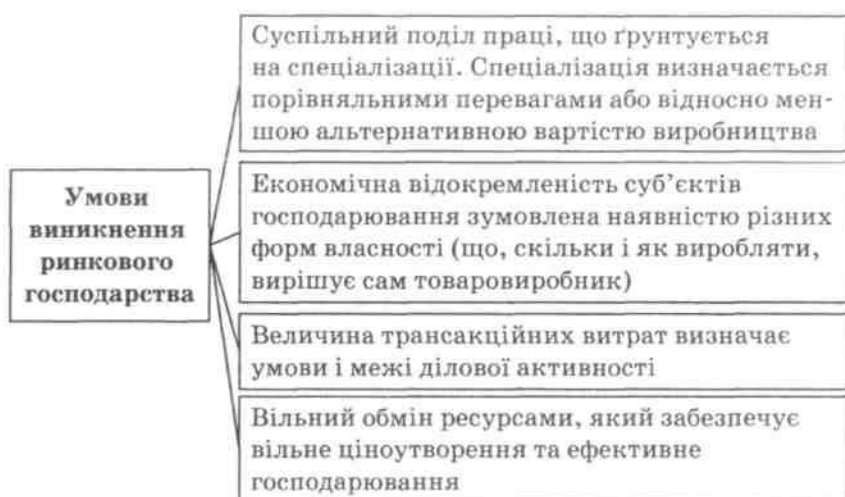 Умови
виникнення
ринкового
господарства
Суспільний поділ праці, що ґрунтується
на спеціалізації. Спеціалізація визначається
порівняльними перевагами або відносно мен-
шою альтернативною вартістю виробництва
Економічна відокремленість суб'єктів
господарювання зумовлена наявністю різних
форм власності (що, скільки і як виробляти,
вирішує сам товаровиробник)
Величина трансакційних витрат визначає
умови і межі ділової активності
Вільний обмін ресурсами, який забезпечує
вільне ціноутворення та ефективне
господарювання